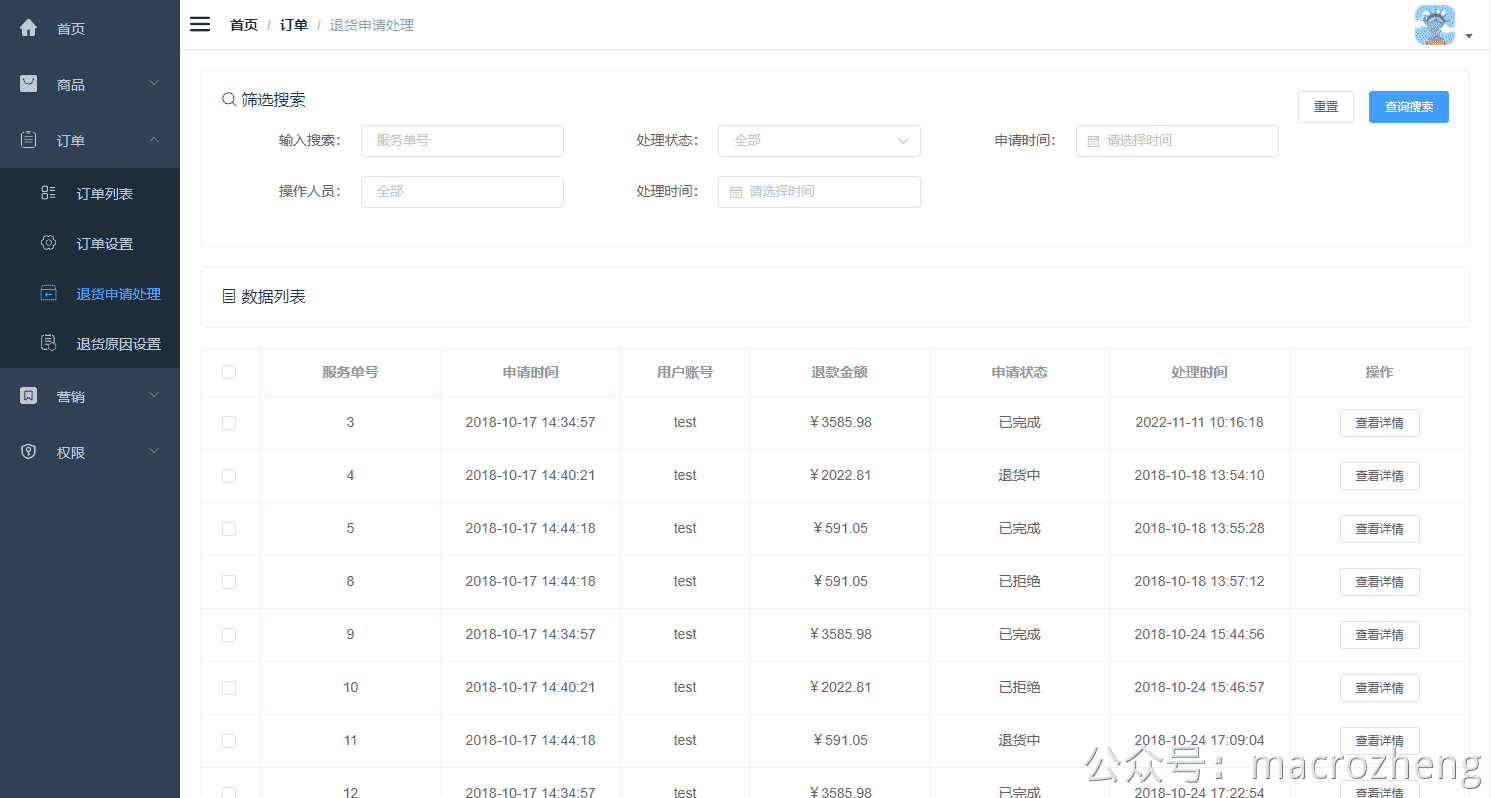 首页
商品
订单
订单列表
订单设置
退货申请处理
退货原因设置
营销
权限
首页 / 订单 / 退货申请处理
筛选搜索
重置
查询搜索
输入搜索： 服务单号 处理状态： 全部 申请时间： 请选择时间
操作人员： 全部 处理时间： 请选择时间
数据列表
服务单号 申请时间 用户账号 退款金额 申请状态 处理时间 操作
3 2018-10-17 14:34:57 test ￥3585.98 已完成 2022-11-11 10:16:18 查看详情
4 2018-10-17 14:40:21 test ￥2022.81 退货中 2018-10-18 13:54:10 查看详情
5 2018-10-17 14:44:18 test ￥591.05 已完成 2018-10-18 13:55:28 查看详情
8 2018-10-17 14:44:18 test ￥591.05 已拒绝 2018-10-18 13:57:12 查看详情
9 2018-10-17 14:34:57 test ￥3585.98 已完成 2018-10-24 15:44:56 查看详情
10 2018-10-17 14:40:21 test ￥2022.81 已拒绝 2018-10-24 15:46:57 查看详情
11 2018-10-17 14:44:18 test ￥591.05 退货中 2018-10-24 17:09:04 查看详情
12 2018-10-17 14:34:57 test ￥3585.98 已完成 2018-10-24 17:22:54 查看详情
公众号：macrozheng